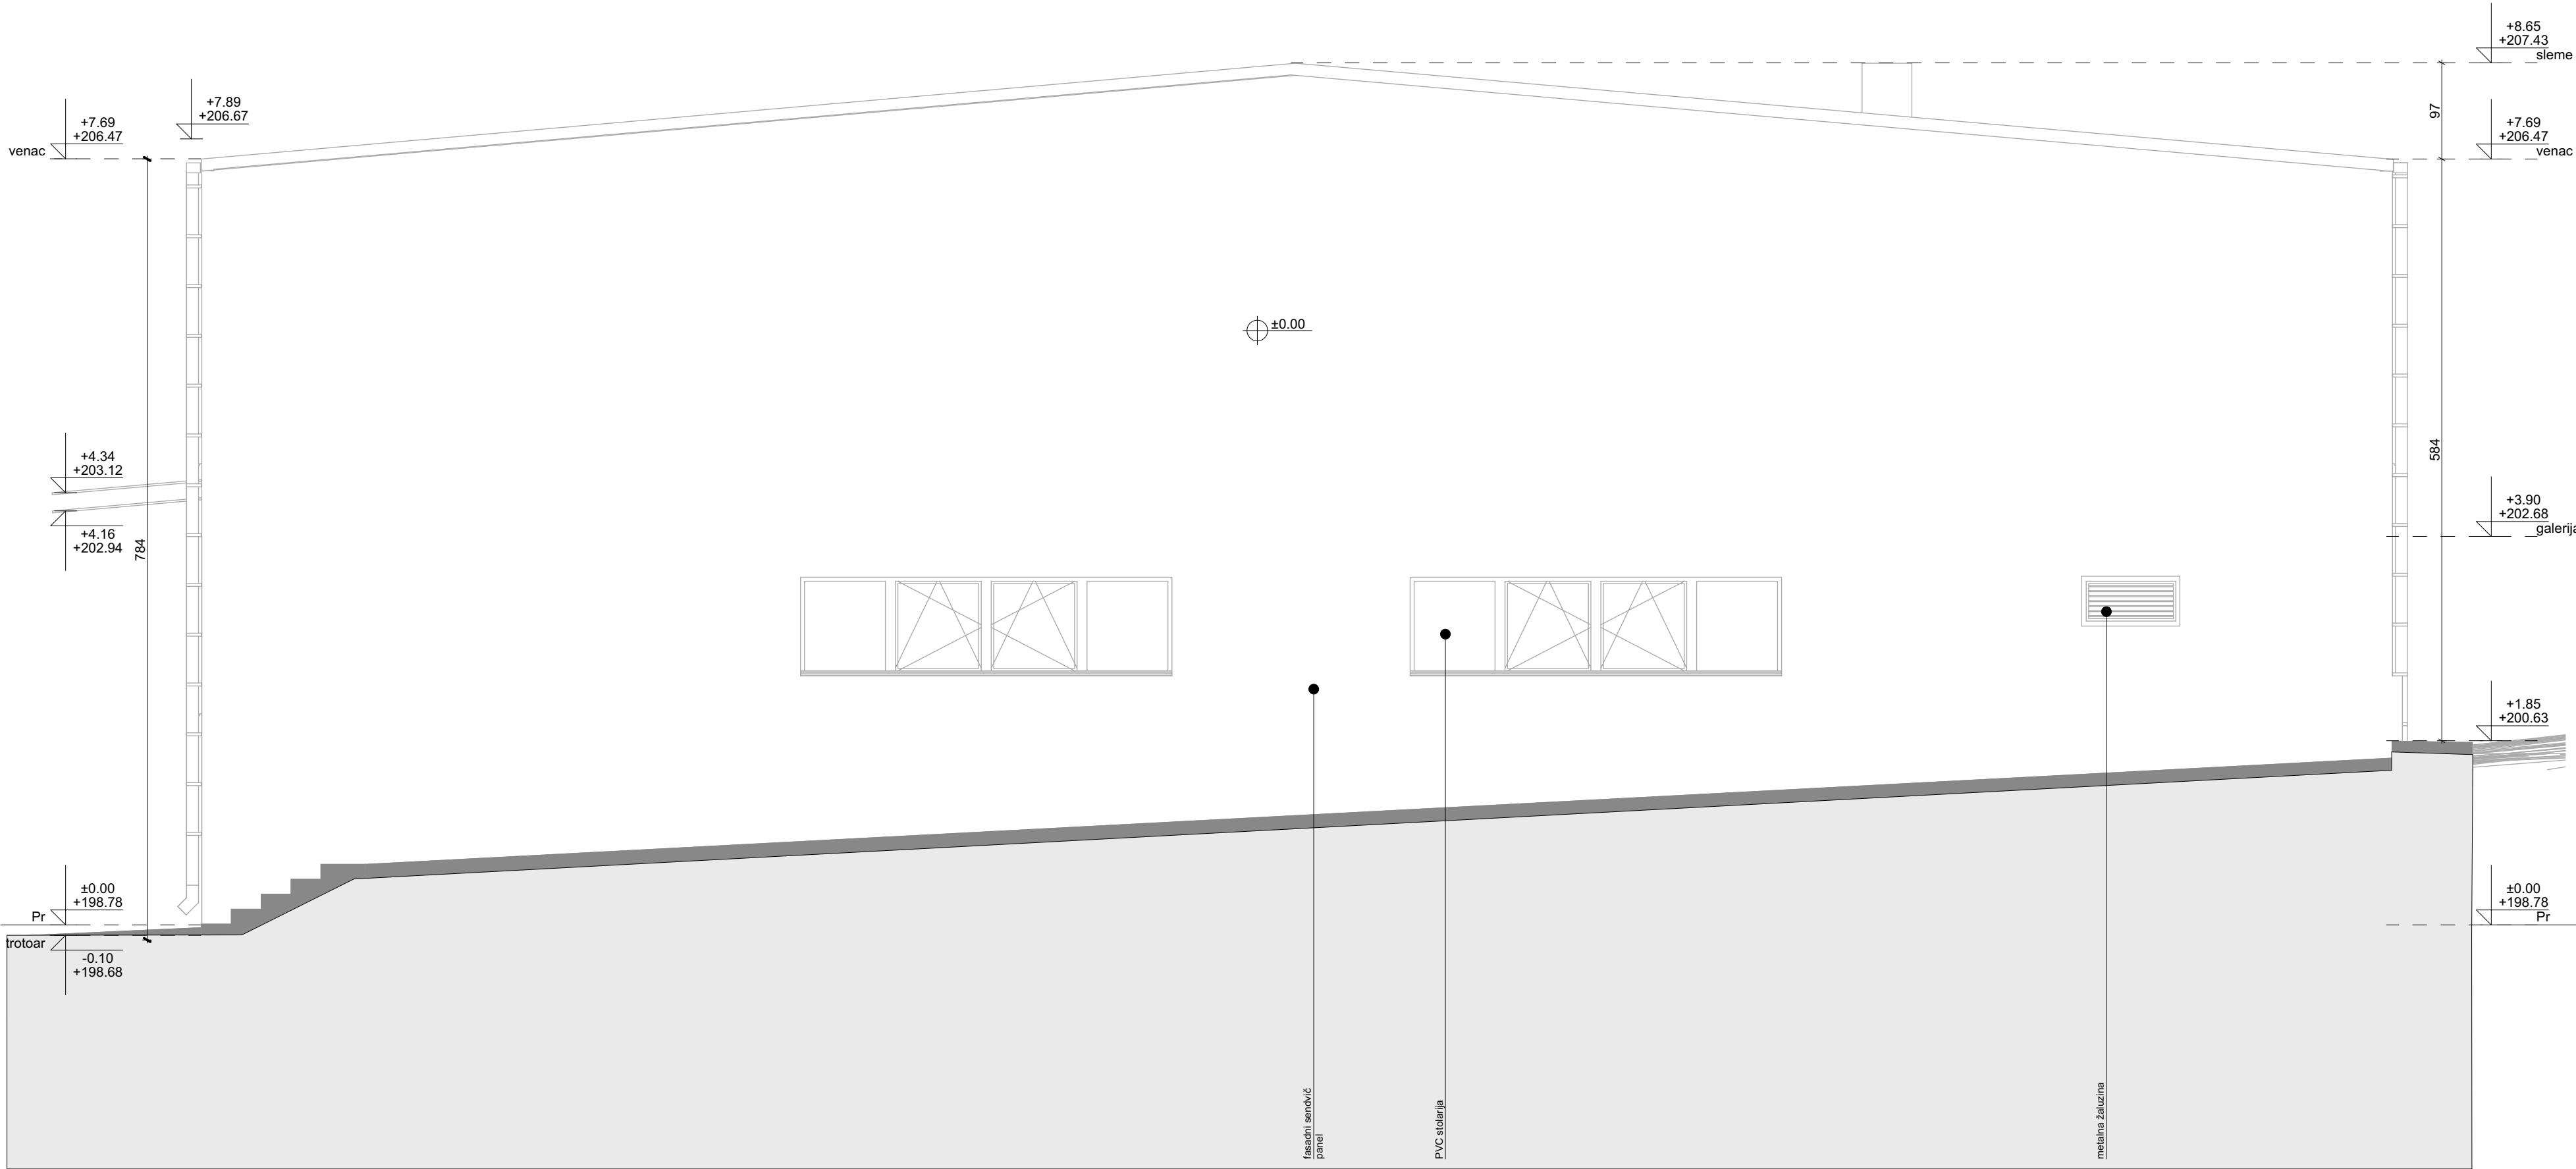 +8.65
+207.43
sleme
+7.89
+206.67
+7.69
+206.47
venac
97
+7.69
+206.47
venac
±0.00
+4.34
+203.12
+4.16
+202.94
784
584
+3.90
+202.68
galerija
+1.85
+200.63
±0.00
+198.78
Pr
trotoar
-0.10
+198.68
±0.00
+198.78
Pr
fasadni sendvič
panel
PVC stolarija
metalna žaluzina